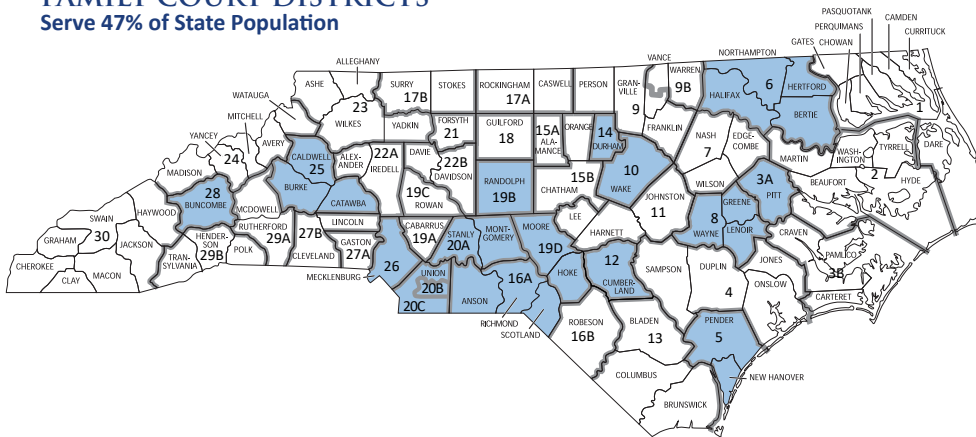 FAMILY COURT DISTRICTS
Serve 47% of State Population
PASQUOTANK
CAMDEN
PERQUIMANS
CURRITUCK
GATES
CHOWAN
NORTHAMPTON
VANCE
ALLEGHANY
ASHE
SURRY
17B
STOKES
ROCKINGHAM
17A
CASWELL
PERSON
GRAN-
VILLE
9
WARREN
9B
HALIFAX
6
HERTFORD
BERTIE
1
WATAUGA
23
WILKES
YADKIN
FORSYTH
21
GUILFORD
18
15A
ALA-
MANCE
ORANGE
14
DURHAM
FRANKLIN
NASH
7
EDGE-
COMBE
MARTIN
WASH-
INGTON
TYRRELL
DARE
MITCHELL
YANCEY
AVERY
24
MADISON
CALDWELL
25
ALEX-
ANDER
22A
IREDELL
DAVIE
22B
DAVIDSON
RANDOLPH
19B
15B
CHATHAM
10
WAKE
WILSON
3A
PITT
BEAUFORT
2
HYDE
28
BUNCOMBE
BURKE
CATAWBA
19C
ROWAN
JOHNSTON
11
8
WAYNE
GREENE
LENOIR
CRAVEN
SWAIN
HAYWOOD
MCDOWELL
RUTHERFORD
29A
27B
LINCOLN
CABARRUS
19A
STANLY
20A
MONT-
GOMERY
MOORE
19D
LEE
HARNETT
GRAHAM
30
JACKSON
TRAN-
SYLVANIA
HENDER-
SON
29B
POLK
CLEVELAND
GASTON
27A
26
MECKLENBURG
UNION
20B
20C
ANSON
16A
HOKE
12
CUMBER-
LAND
SAMPSON
DUPLIN
4
JONES
PAMLICO
3B
CARTERET
ONSLOW
CHEROKEE
CLAY
MACON
RICHMOND
SCOTLAND
ROBESON
16B
BLADEN
13
PENDER
5
COLUMBUS
NEW HANOVER
BRUNSWICK